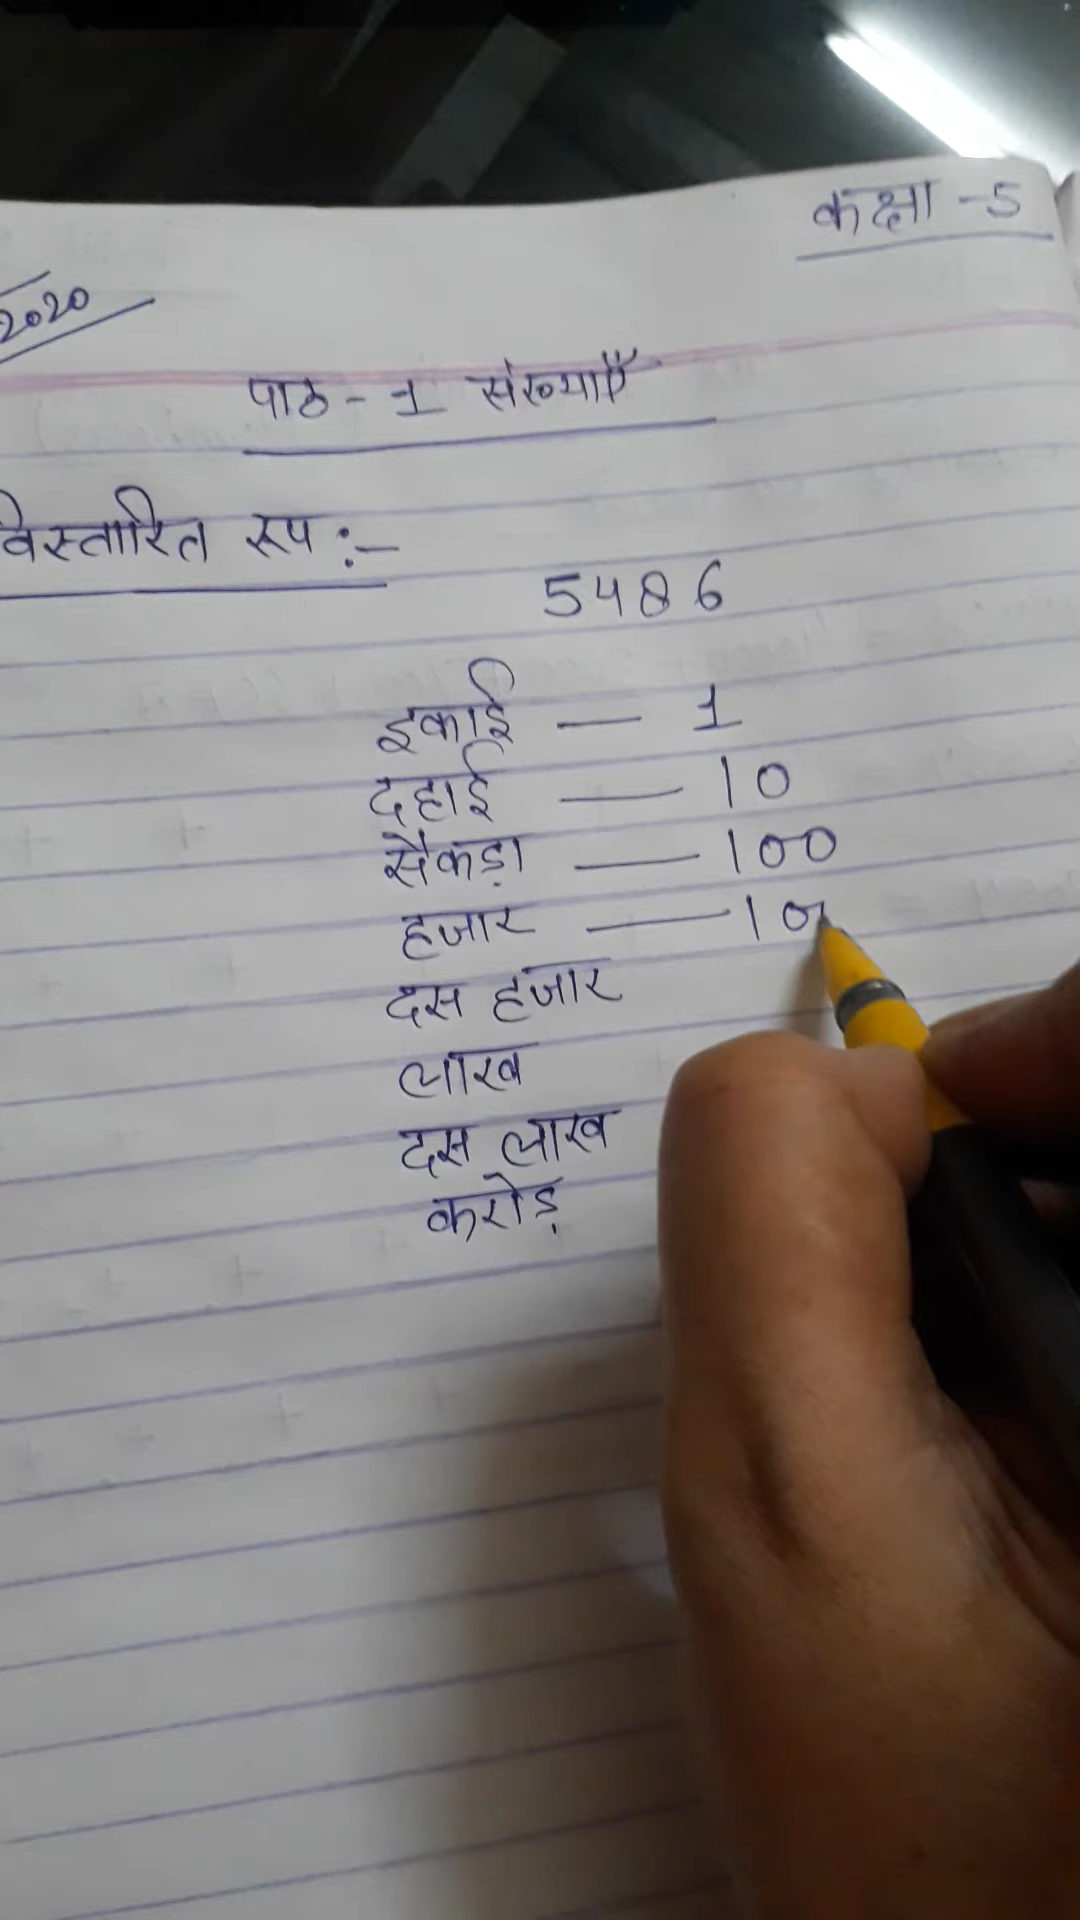 कक्षा - 5
2020
पाठ - 1 संख्याएँ
विस्तारित रूप :-
5486
इकाई — 1
दहाई — 10
सैकड़ा — 100
हजार — 10
दस हजार
लाख
दस लाख
करोड़